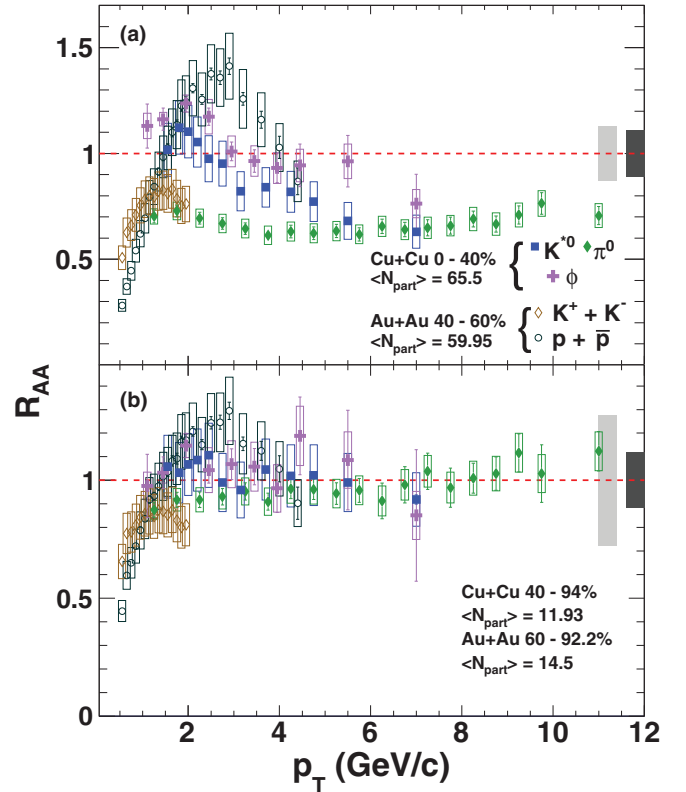 (a)
1.5
1
0.5
Cu+Cu 0 - 40%
<N_part> = 65.5
{ K*0 π0
φ
Au+Au 40 - 60%
<N_part> = 59.95
{ K+ + K-
p + p̅
R_AA
(b)
1
0.5
0
Cu+Cu 40 - 94%
<N_part> = 11.93
Au+Au 60 - 92.2%
<N_part> = 14.5
2 4 6 8 10 12
p_T (GeV/c)